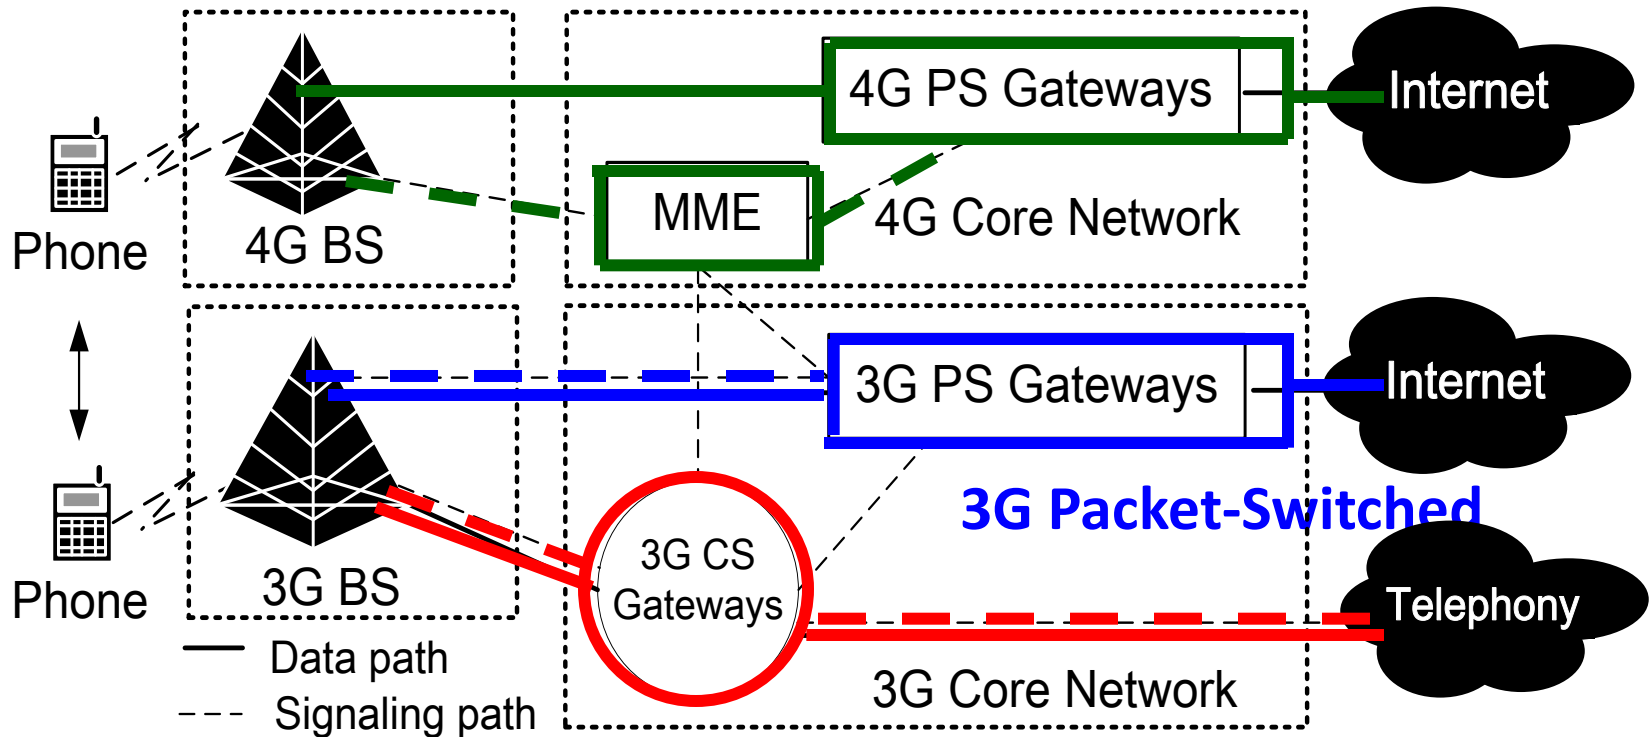 4G PS Gateways
Internet
MME
4G Core Network
Phone
4G BS
3G PS Gateways
Internet
3G Packet-Switched
3G CS
Gateways
Phone
3G BS
Telephony
Data path
3G Core Network
Signaling path